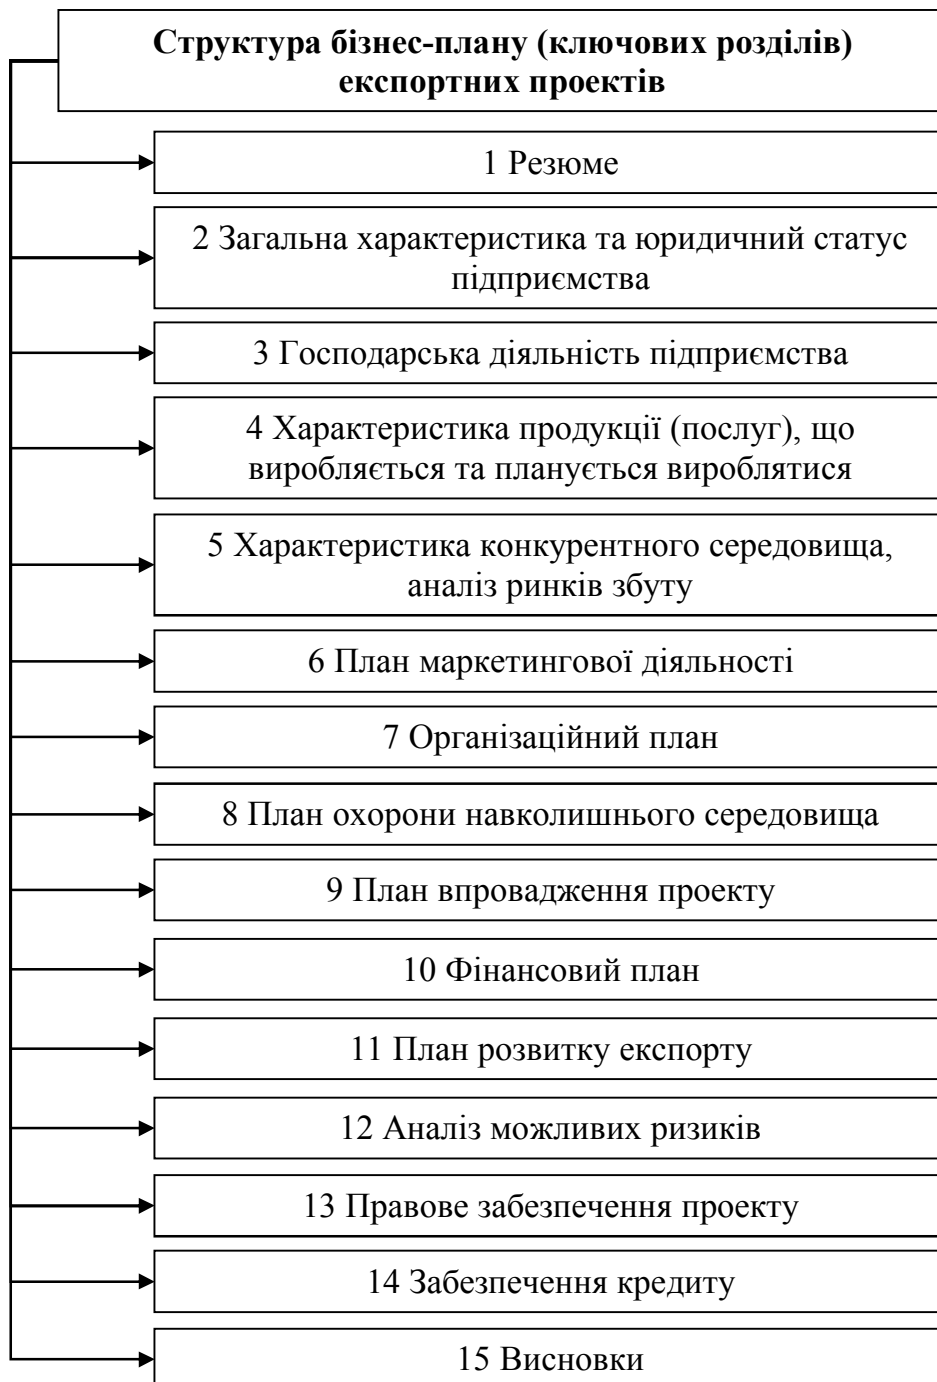 Структура бізнес-плану (ключових розділів)
експортних проектів
1 Резюме
2 Загальна характеристика та юридичний статус
підприємства
3 Господарська діяльність підприємства
4 Характеристика продукції (послуг), що
виробляється та планується вироблятися
5 Характеристика конкурентного середовища,
аналіз ринків збуту
6 План маркетингової діяльності
7 Організаційний план
8 План охорони навколишнього середовища
9 План впровадження проекту
10 Фінансовий план
11 План розвитку експорту
12 Аналіз можливих ризиків
13 Правове забезпечення проекту
14 Забезпечення кредиту
15 Висновки